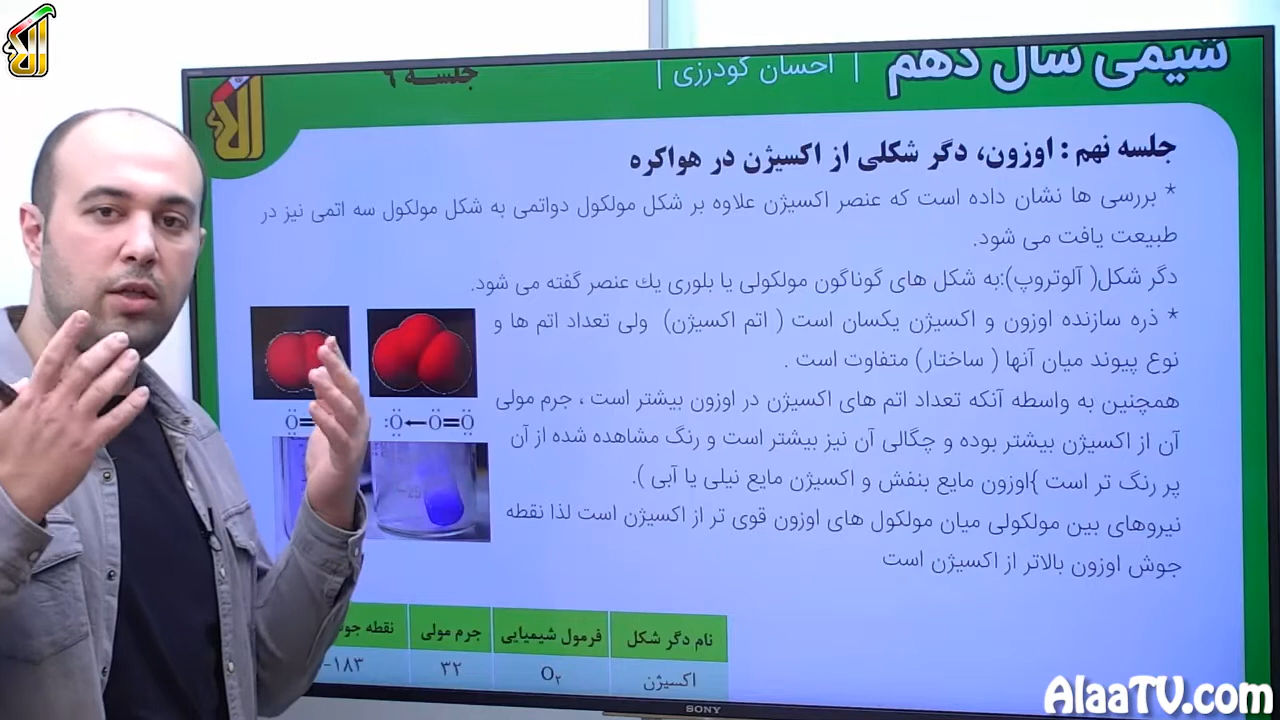 آلاء
شیمی سال دهم | احسان گودرزی |
جلسه ۶
آلاء
جلسه نهم : اوزون، دگر شکلی از اکسیژن در هواکره
* بررسی ها نشان داده است که عنصر اکسیژن علاوه بر شکل مولکول دواتمی به شکل مولکول سه اتمی نیز در
طبیعت یافت می شود.
دگر شکل( آلوتروپ):به شکل های گوناگون مولکولی یا بلوری یك عنصر گفته می شود.
* ذره سازنده اوزون و اکسیژن یکسان است ( اتم اکسیژن) ولی تعداد اتم ها و
نوع پیوند میان آنها ( ساختار) متفاوت است .
همچنین به واسطه آنکه تعداد اتم های اکسیژن در اوزون بیشتر است ، جرم مولی
آن از اکسیژن بیشتر بوده و چگالی آن نیز بیشتر است و رنگ مشاهده شده از آن
پر رنگ تر است }اوزون مایع بنفش و اکسیژن مایع نیلی یا آبی ).
نیروهای بین مولکولی میان مولکول های اوزون قوی تر از اکسیژن است لذا نقطه
جوش اوزون بالاتر از اکسیژن است
Ö=
:Ö←Ö=Ö
نام دگر شکل فرمول شیمیایی جرم مولی نقطه
اکسیژن O₂ ۳۲ -۱۸۳
SONY
AlaaTV.com